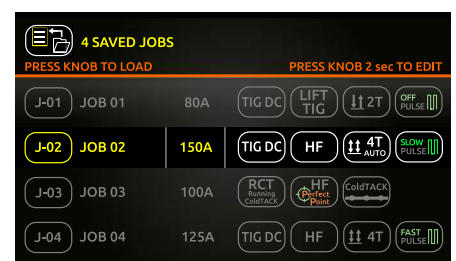 4 SAVED JOBS
PRESS KNOB TO LOAD PRESS KNOB 2 sec TO EDIT
J-01 JOB 01 80A TIG DC LIFT TIG 2T OFF PULSE
J-02 JOB 02 150A TIG DC HF 4T AUTO SLOW PULSE
J-03 JOB 03 100A RCT Running ColdTACK HF Perfect Point ColdTACK
J-04 JOB 04 125A TIG DC HF 4T FAST PULSE